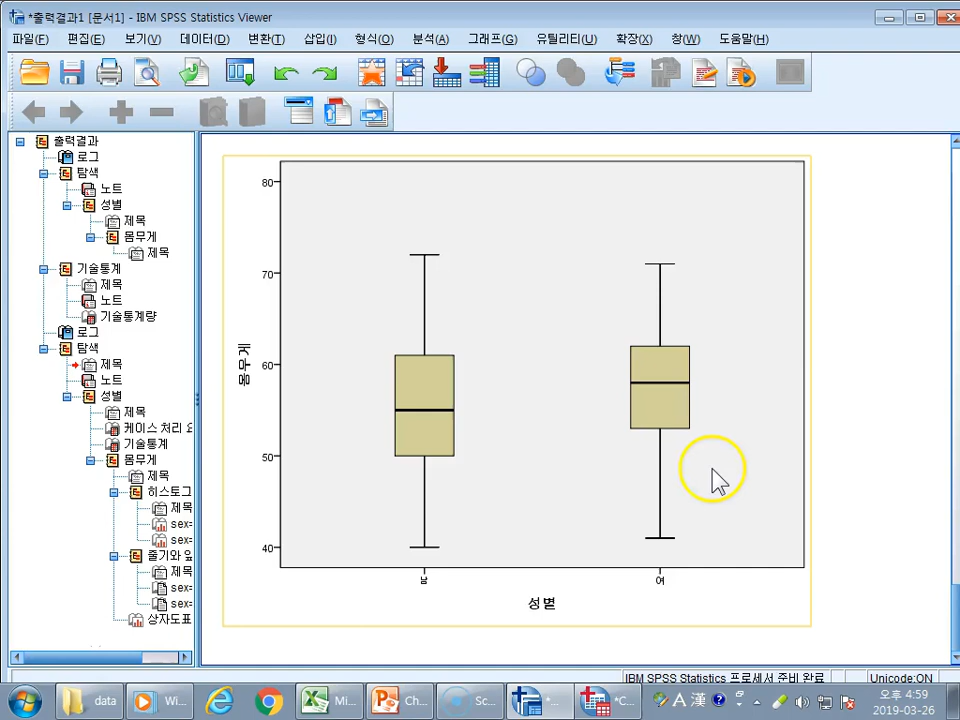 *출력결과1 [문서1] - IBM SPSS Statistics Viewer
파일(F) 편집(E) 보기(V) 데이터(D) 변환(T) 삽입(I) 형식(O) 분석(A) 그래프(G) 유틸리티(U) 확장(X) 창(W) 도움말(H)
출력결과
로그
탐색
노트
성별
제목
몸무게
제목
기술통계
제목
노트
기술통계량
로그
탐색
제목
노트
성별
제목
케이스 처리 요
기술통계
몸무게
제목
히스토그
제목
sex=
sex=
줄기와 잎
제목
sex=
sex=
상자도표
80
70
60
50
40
몸무게
남 여
성별
IBM SPSS Statistics 프로세서 준비 완료 Unicode:ON
data Wi... Mi... Ch... Sc... *... *C... A 漢
오후 4:59
2019-03-26